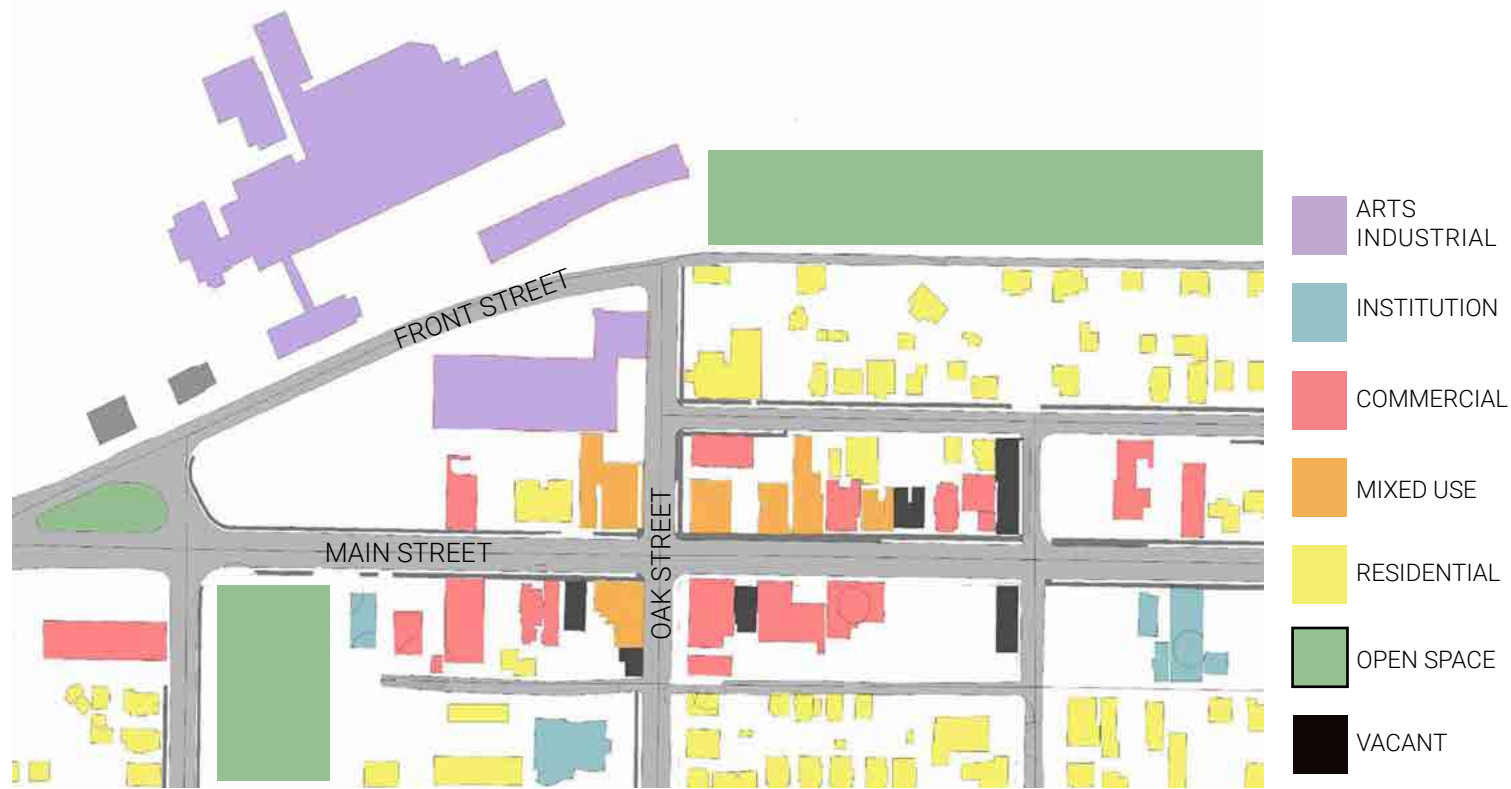 FRONT STREET
MAIN STREET
OAK STREET
ARTS
INDUSTRIAL
INSTITUTION
COMMERCIAL
MIXED USE
RESIDENTIAL
OPEN SPACE
VACANT